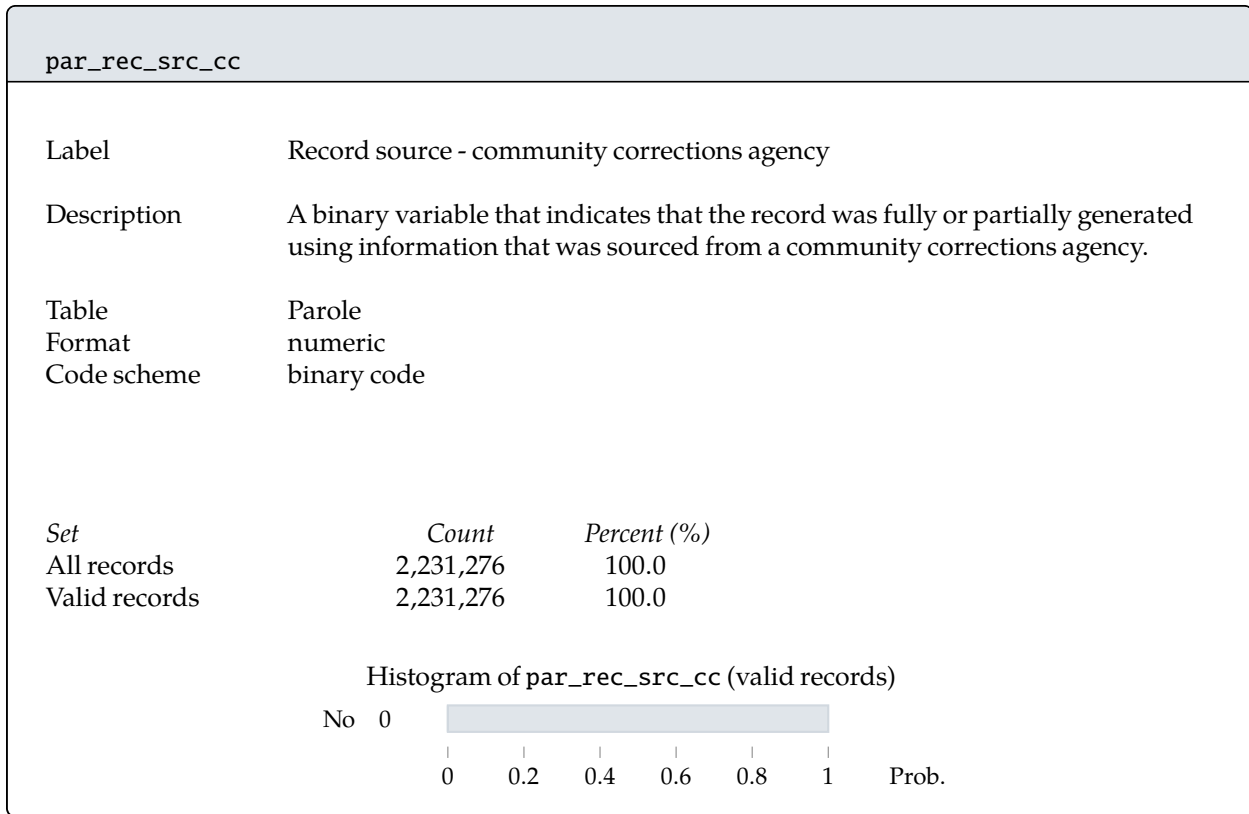 par_rec_src_cc
Label Record source - community corrections agency
Description A binary variable that indicates that the record was fully or partially generated
using information that was sourced from a community corrections agency.
Table Parole
Format numeric
Code scheme binary code
Set Count Percent (%)
All records 2,231,276 100.0
Valid records 2,231,276 100.0
Histogram of par_rec_src_cc (valid records)
No 0
0 0.2 0.4 0.6 0.8 1 Prob.